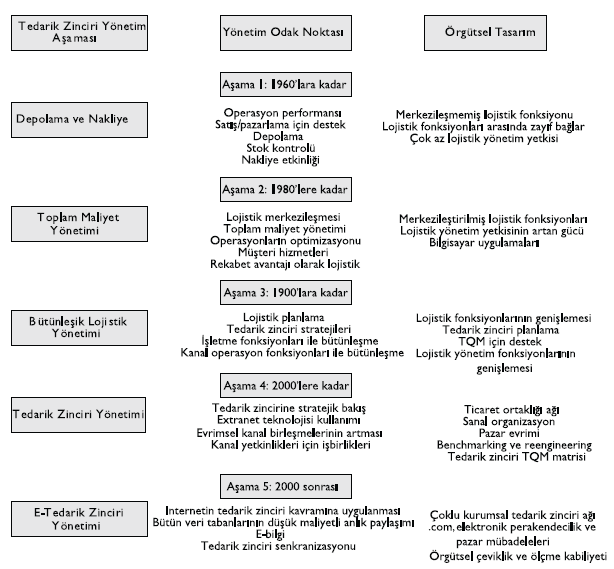 Tedarik Zinciri Yönetim
Aşaması
Yönetim Odak Noktası
Örgütsel Tasarım
Aşama 1: 1960'lara kadar
Depolama ve Nakliye
Operasyon performansı
Satış/pazarlama için destek
Depolama
Stok kontrolü
Nakliye etkinliği
Merkezileşmemiş lojistik fonksiyonu
Lojistik fonksiyonları arasında zayıf bağlar
Çok az lojistik yönetim yetkisi
Aşama 2: 1980'lere kadar
Toplam Maliyet
Yönetimi
Lojistik merkezileşmesi
Toplam maliyet yönetimi
Operasyonların optimizasyonu
Müşteri hizmetleri
Rekabet avantajı olarak lojistik
Merkezileştirilmiş lojistik fonksiyonları
Lojistik yönetim yetkisinin artan gücü
Bilgisayar uygulamaları
Aşama 3: 1900'lara kadar
Bütünleşik Lojistik
Yönetimi
Lojistik planlama
Tedarik zinciri stratejileri
İşletme fonksiyonları ile bütünleşme
Kanal operasyon fonksiyonları ile bütünleşme
Lojistik fonksiyonlarının genişlemesi
Tedarik zinciri planlama
TQM için destek
Lojistik yönetim fonksiyonlarının
genişlemesi
Aşama 4: 2000'lere kadar
Tedarik Zinciri Yönetimi
Tedarik zincirine stratejik bakış
Extranet teknolojisi kullanımı
Evrimsel kanal birleşmelerinin artması
Kanal yetkinlikleri için işbirlikleri
Ticaret ortaklığı ağı
Sanal organizasyon
Pazar evrimi
Benchmarking ve reengineering
Tedarik zinciri TQM matrisi
Aşama 5: 2000 sonrası
E-Tedarik Zinciri
Yönetimi
Internetin tedarik zinciri kavramına uygulanması
Bütün veri tabanlarının düşük maliyetli anlık paylaşımı
E-bilgi
Tedarik zinciri senkranizasyonu
Çoklu kurumsal tedarik zinciri ağı
.com,elektronik perakendecilik ve
pazar mübadeleleri
Örgütsel çeviklik ve ölçme kabiliyeti